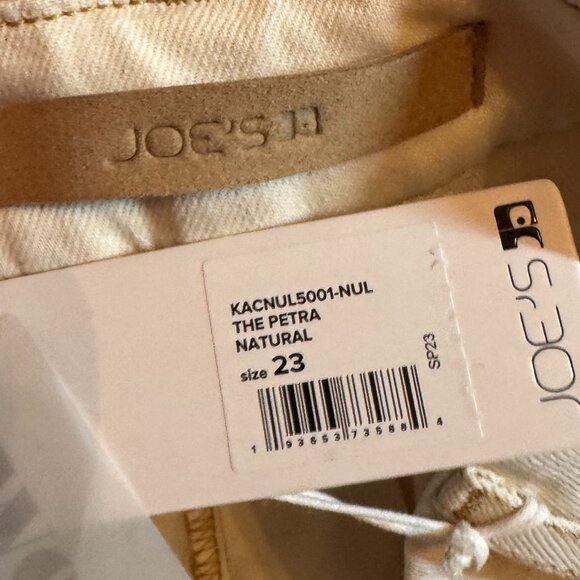 JOE'S
KACNUL5001-NUL
THE PETRA
NATURAL
size 23
SP23
1 93653 73588 4
JOE'S